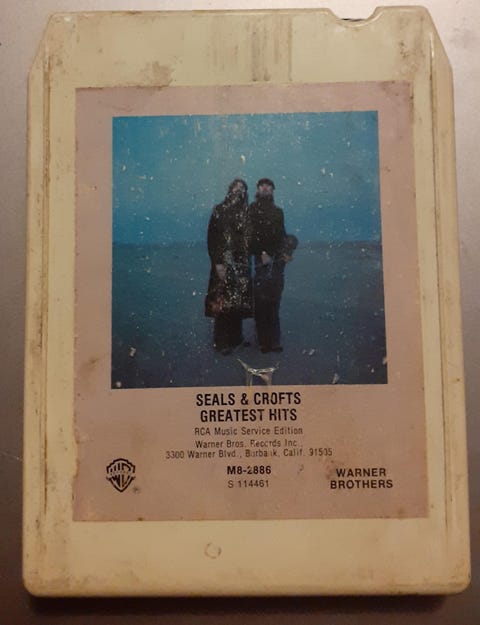 SEALS & CROFTS
GREATEST HITS
RCA Music Service Edition
Warner Bros. Records Inc.,
3300 Warner Blvd., Burbank, Calif. 91505
M8-2886
S 114461
WARNER
BROTHERS